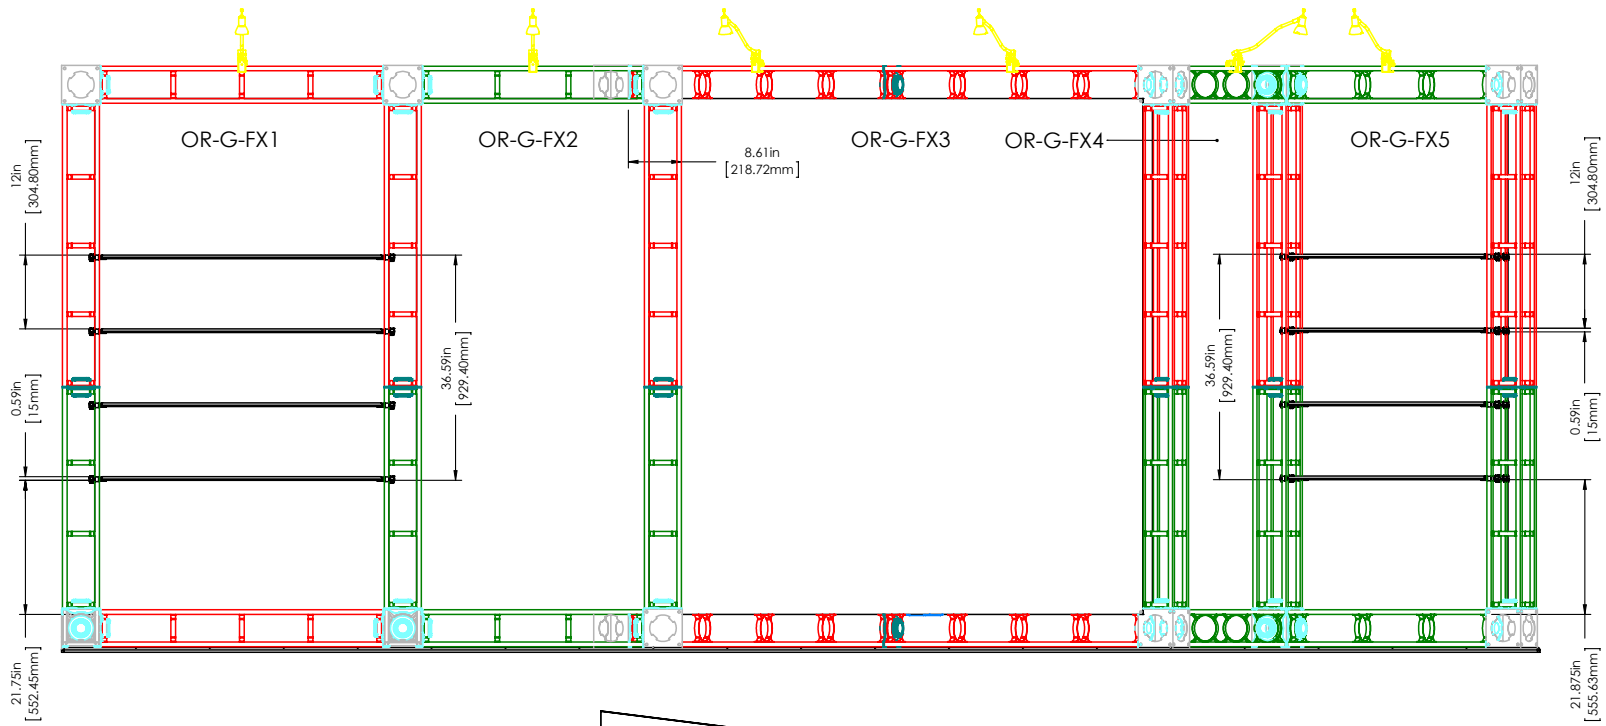 OR-G-FX1
OR-G-FX2
OR-G-FX3
OR-G-FX4
OR-G-FX5
8.61in
[218.72mm]
12in
[304.80mm]
0.59in
[15mm]
21.75in
[552.45mm]
36.59in
[929.40mm]
36.59in
[929.40mm]
12in
[304.80mm]
0.59in
[15mm]
21.875in
[555.63mm]